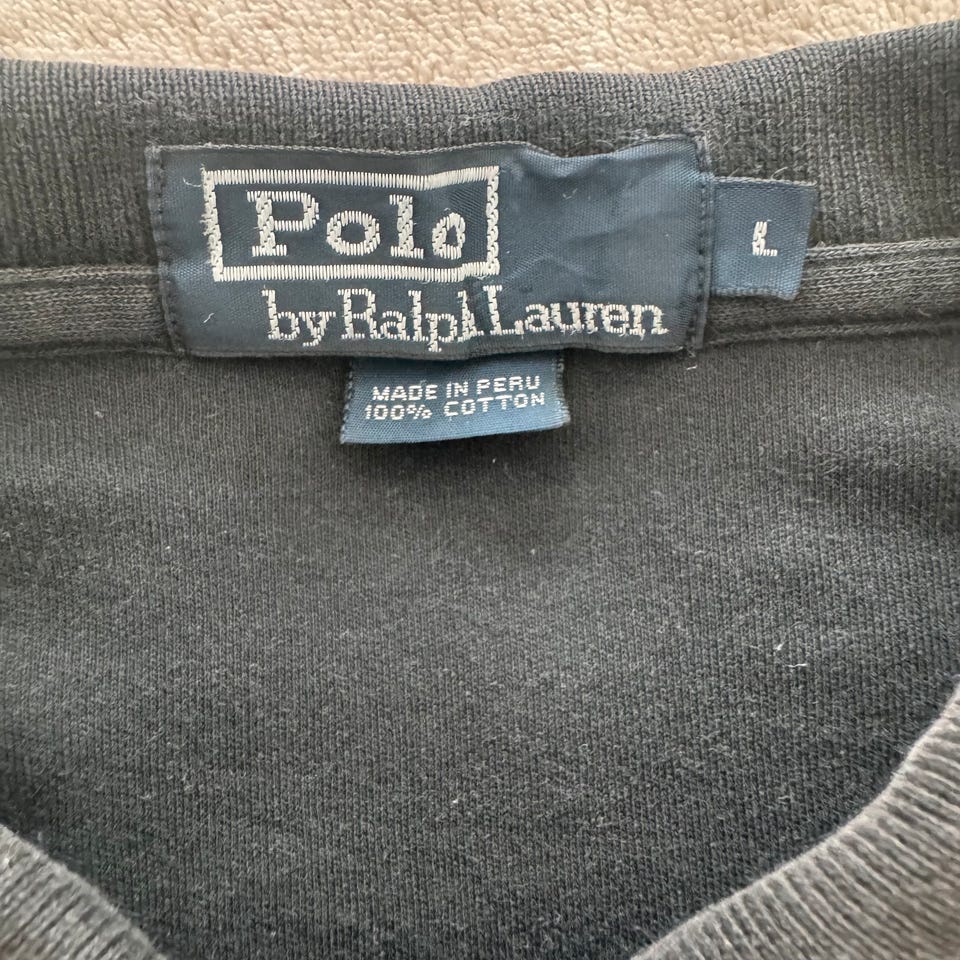 Polo
by Ralph Lauren
L
MADE IN PERU
100% COTTON